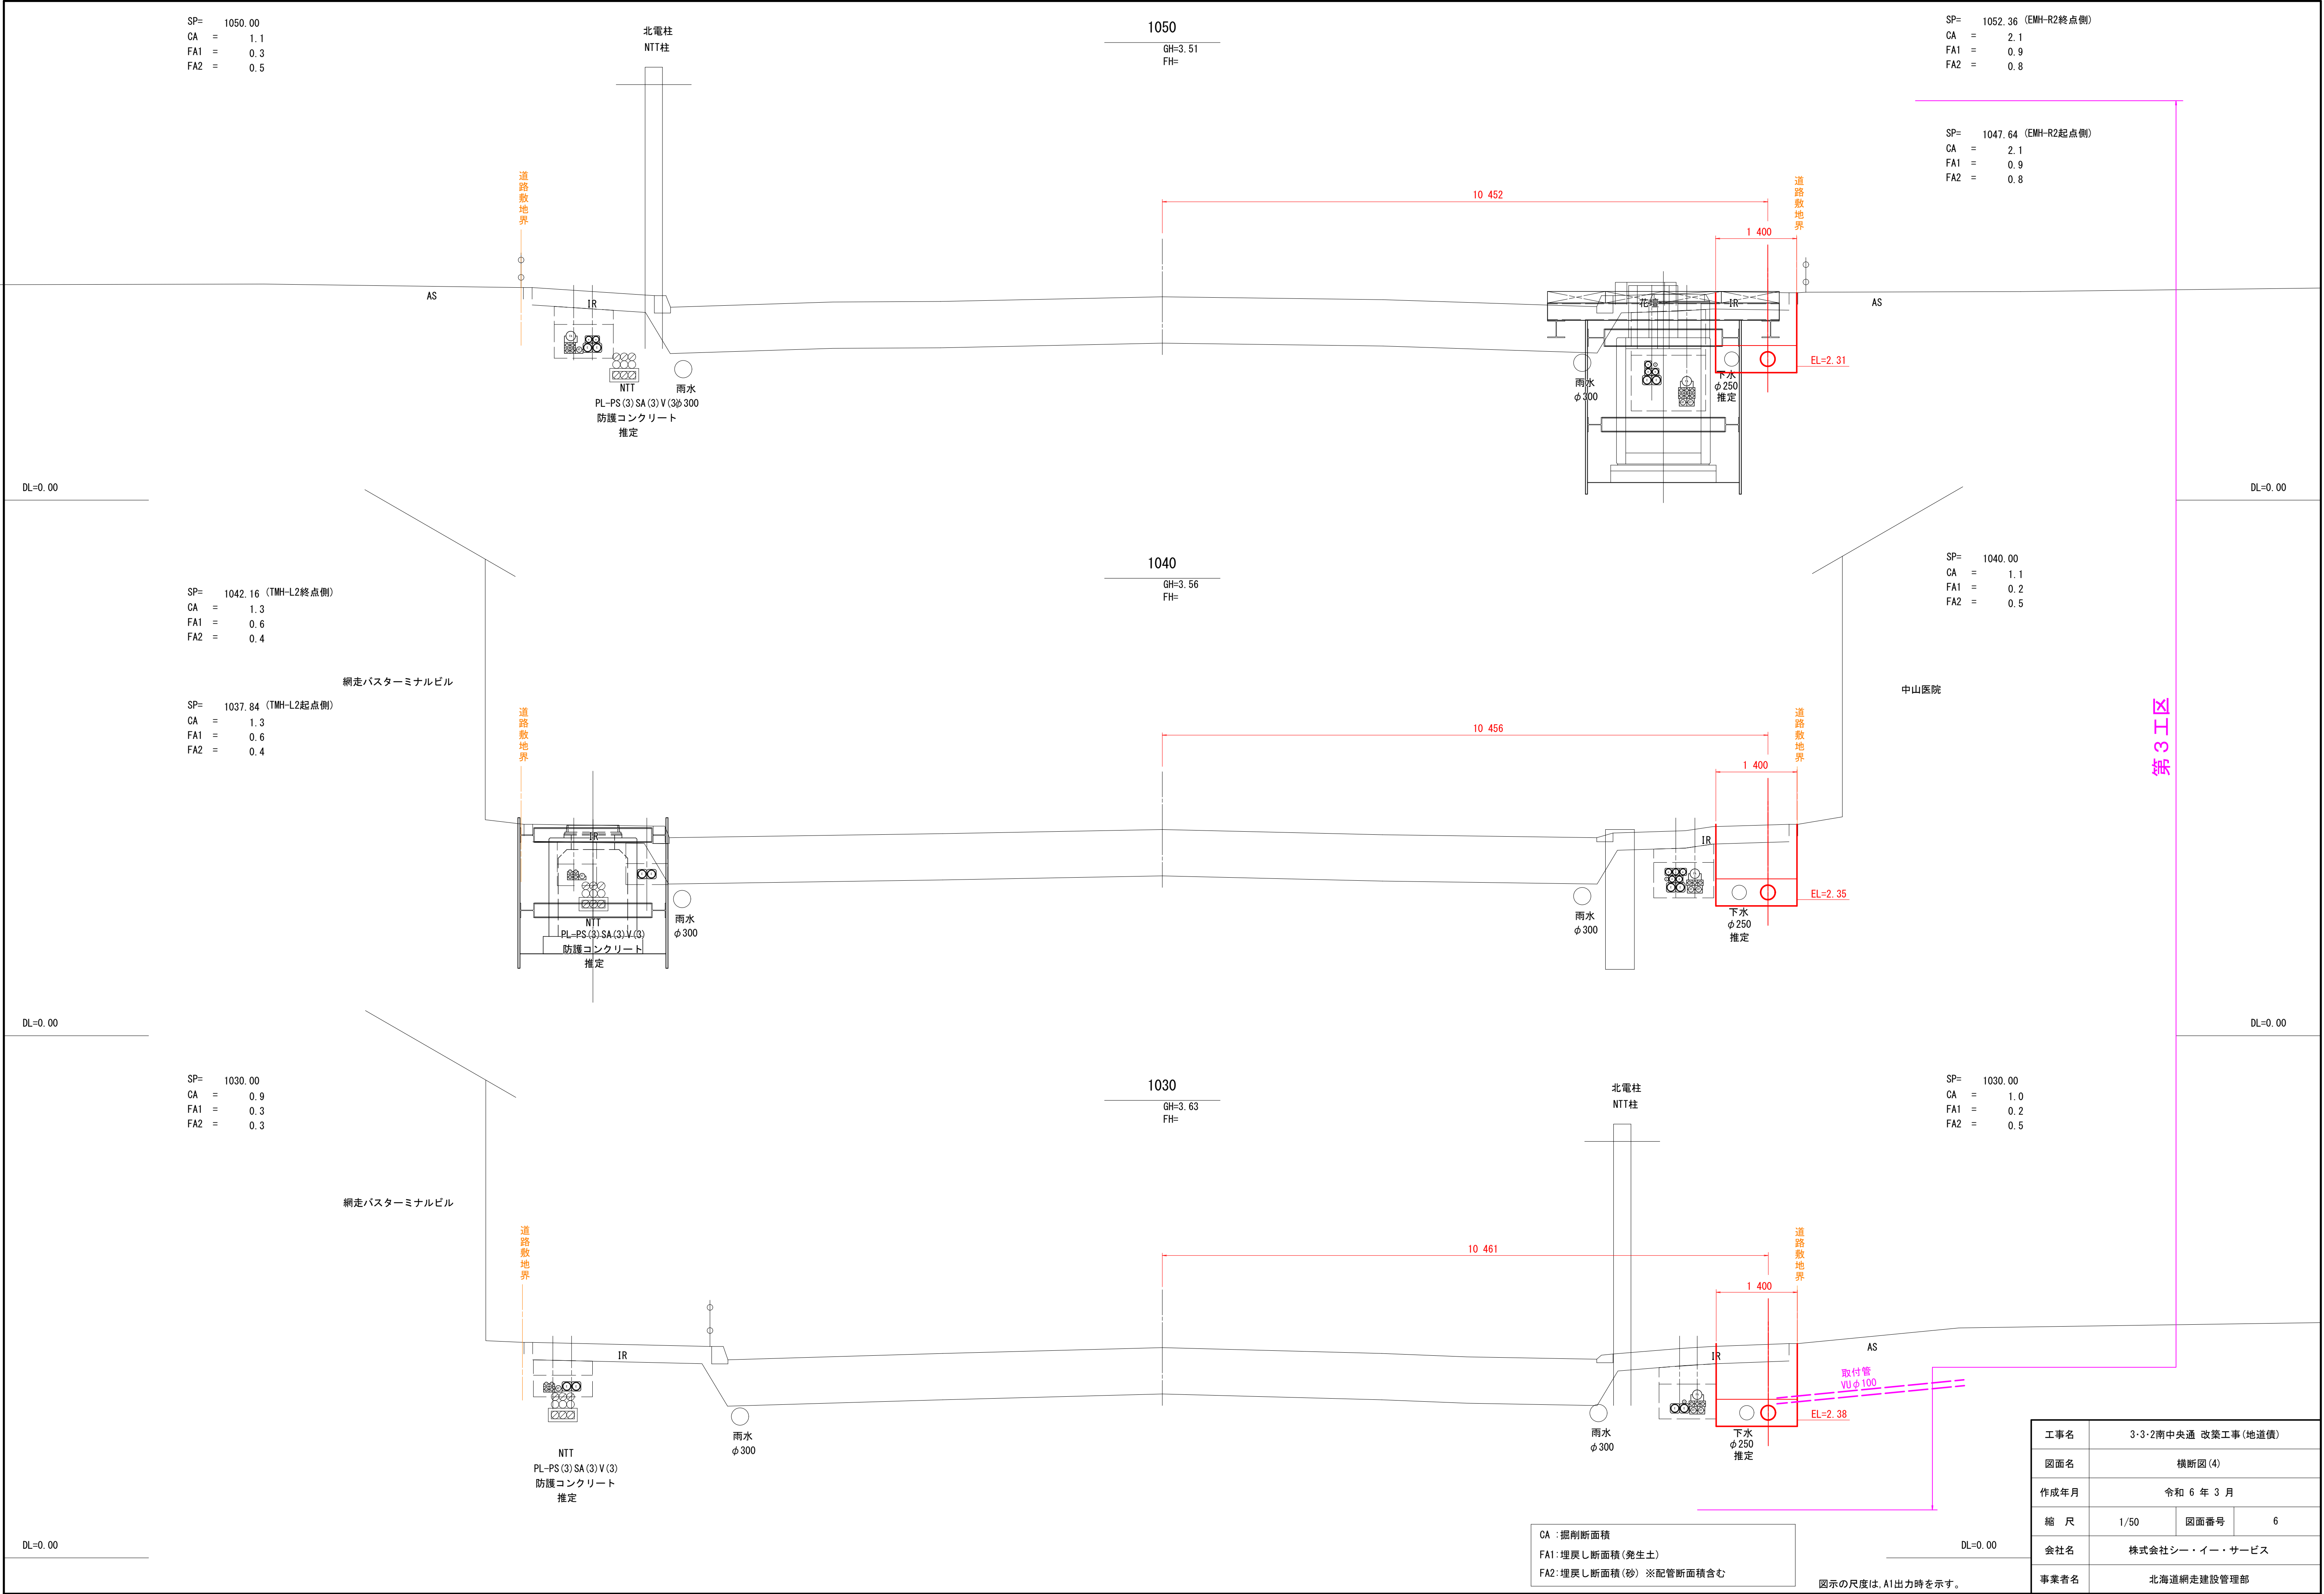 SP= 1050.00
CA = 1.1
FA1 = 0.3
FA2 = 0.5
北電柱
NTT柱
1050
GH=3.51
FH=
SP= 1052.36 (EMH-R2終点側)
CA = 2.1
FA1 = 0.9
FA2 = 0.8
SP= 1047.64 (EMH-R2起点側)
CA = 2.1
FA1 = 0.9
FA2 = 0.8
道路敷地界
10 452
道路敷地界
1 400
AS
IR
花壇
IR
AS
EL=2.31
NTT
PL-PS(3)SA(3)V(3)
防護コンクリート
推定
雨水
φ300
雨水
φ300
下水
φ250
推定
DL=0.00
DL=0.00
1040
GH=3.56
FH=
SP= 1042.16 (TMH-L2終点側)
CA = 1.3
FA1 = 0.6
FA2 = 0.4
SP= 1040.00
CA = 1.1
FA1 = 0.2
FA2 = 0.5
網走バスターミナルビル
中山医院
SP= 1037.84 (TMH-L2起点側)
CA = 1.3
FA1 = 0.6
FA2 = 0.4
道路敷地界
10 456
道路敷地界
1 400
第3工区
IR
IR
EL=2.35
NTT
PL-PS(3)SA(3)V(3)
防護コンクリート
推定
雨水
φ300
雨水
φ300
下水
φ250
推定
DL=0.00
DL=0.00
SP= 1030.00
CA = 0.9
FA1 = 0.3
FA2 = 0.3
1030
GH=3.63
FH=
北電柱
NTT柱
SP= 1030.00
CA = 1.0
FA1 = 0.2
FA2 = 0.5
網走バスターミナルビル
道路敷地界
10 461
道路敷地界
1 400
IR
IR
AS
取付管
VUφ100
EL=2.38
NTT
PL-PS(3)SA(3)V(3)
防護コンクリート
推定
雨水
φ300
雨水
φ300
下水
φ250
推定
DL=0.00
DL=0.00
CA :掘削断面積
FA1:埋戻し断面積(発生土)
FA2:埋戻し断面積(砂) ※配管断面積含む
図示の尺度は,A1出力時を示す。
工事名 3・3・2南中央通 改築工事(地道債)
図面名 横断図(4)
作成年月 令和 6 年 3 月
縮 尺 1/50 図面番号 6
会社名 株式会社シー・イー・サービス
事業者名 北海道網走建設管理部